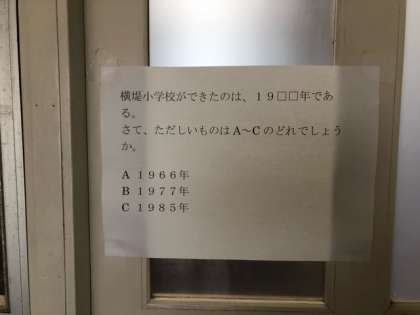 横堤小学校ができたのは、１９□□年であ
る。
さて、ただしいものはＡ～Ｃのどれでしょう
か。
Ａ １９６６年
Ｂ １９７７年
Ｃ １９８５年